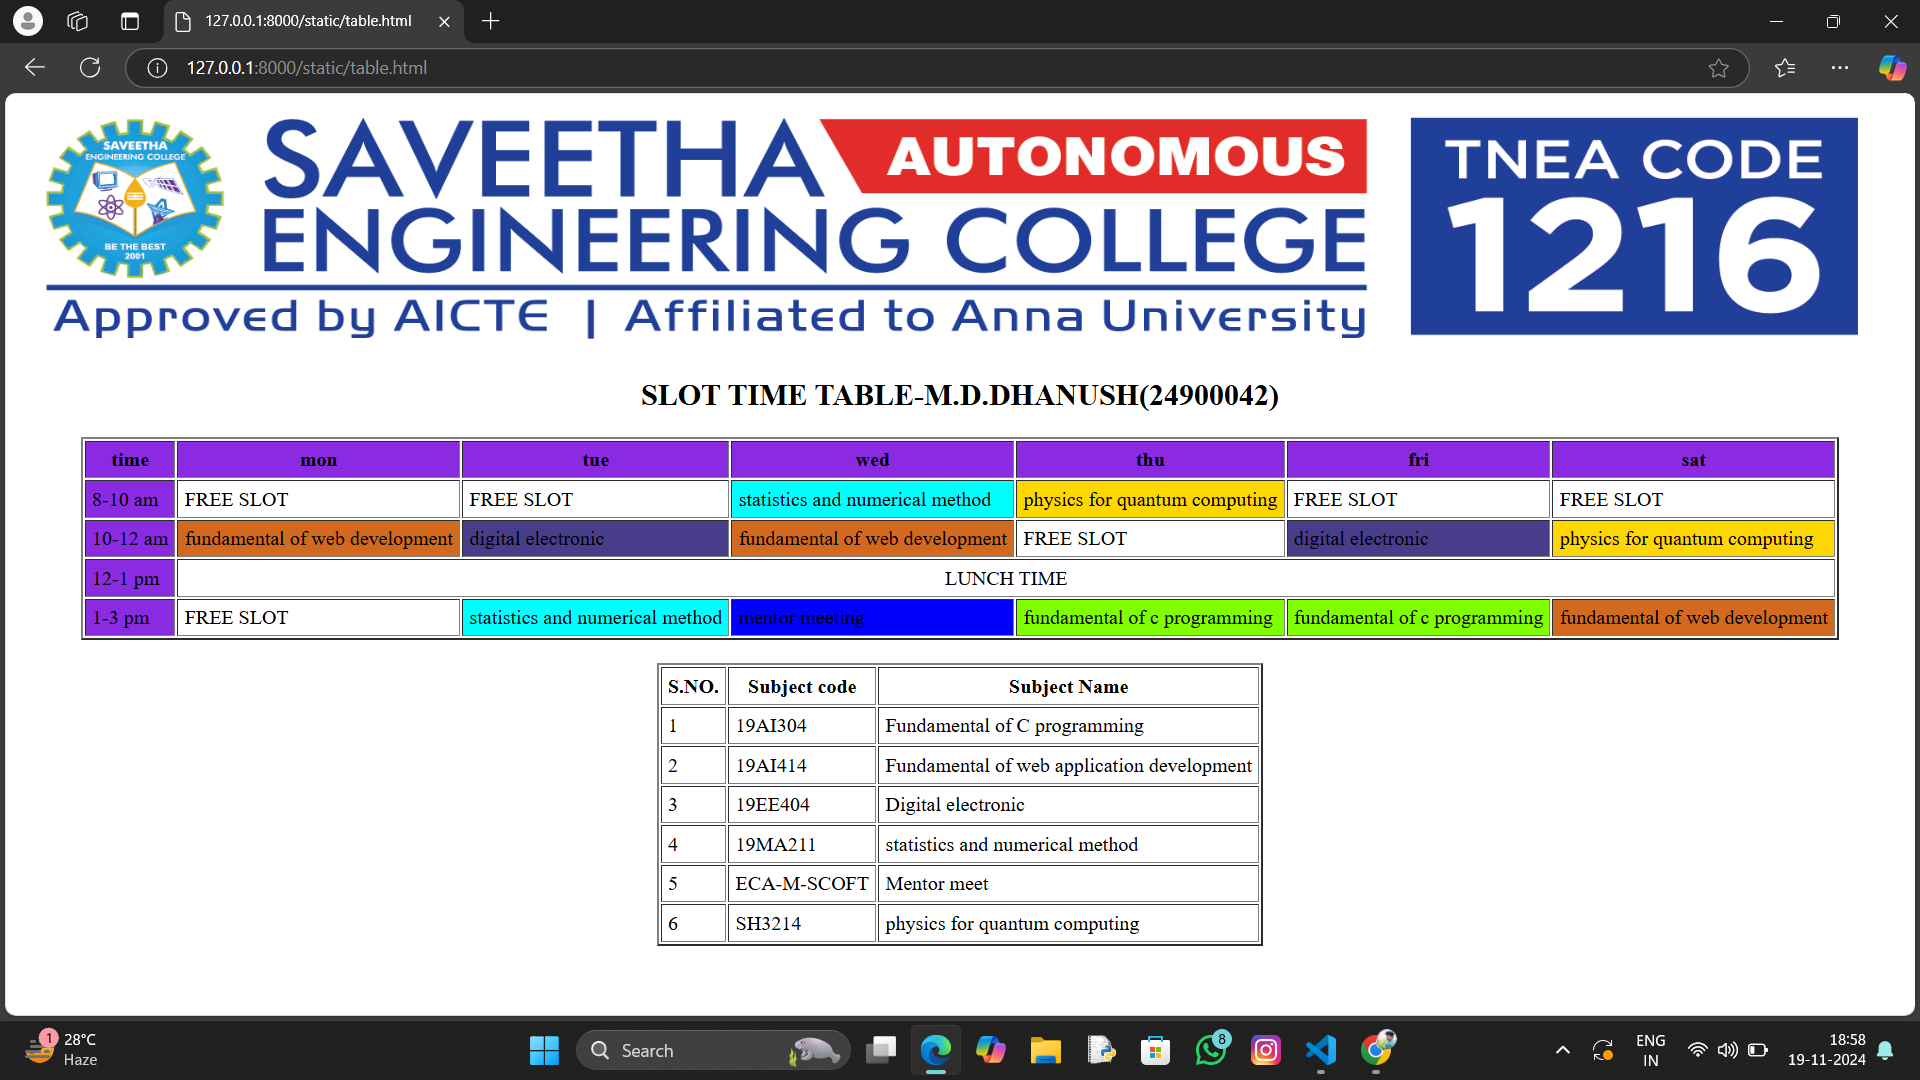 127.0.0.1:8000/static/table.html
127.0.0.1:8000/static/table.html
SAVEETHA
ENGINEERING COLLEGE
BE THE BEST
2001
SAVEETHA AUTONOMOUS
ENGINEERING COLLEGE
Approved by AICTE | Affiliated to Anna University
TNEA CODE
1216
SLOT TIME TABLE-M.D.DHANUSH(24900042)
time mon tue wed thu fri sat
8-10 am FREE SLOT FREE SLOT statistics and numerical method physics for quantum computing FREE SLOT FREE SLOT
10-12 am fundamental of web development digital electronic fundamental of web development FREE SLOT digital electronic physics for quantum computing
12-1 pm LUNCH TIME
1-3 pm FREE SLOT statistics and numerical method mentor meeting fundamental of c programming fundamental of c programming fundamental of web development
S.NO. Subject code Subject Name
1 19AI304 Fundamental of C programming
2 19AI414 Fundamental of web application development
3 19EE404 Digital electronic
4 19MA211 statistics and numerical method
5 ECA-M-SCOFT Mentor meet
6 SH3214 physics for quantum computing
1
28°C
Haze
Search
8
ENG
IN
18:58
19-11-2024